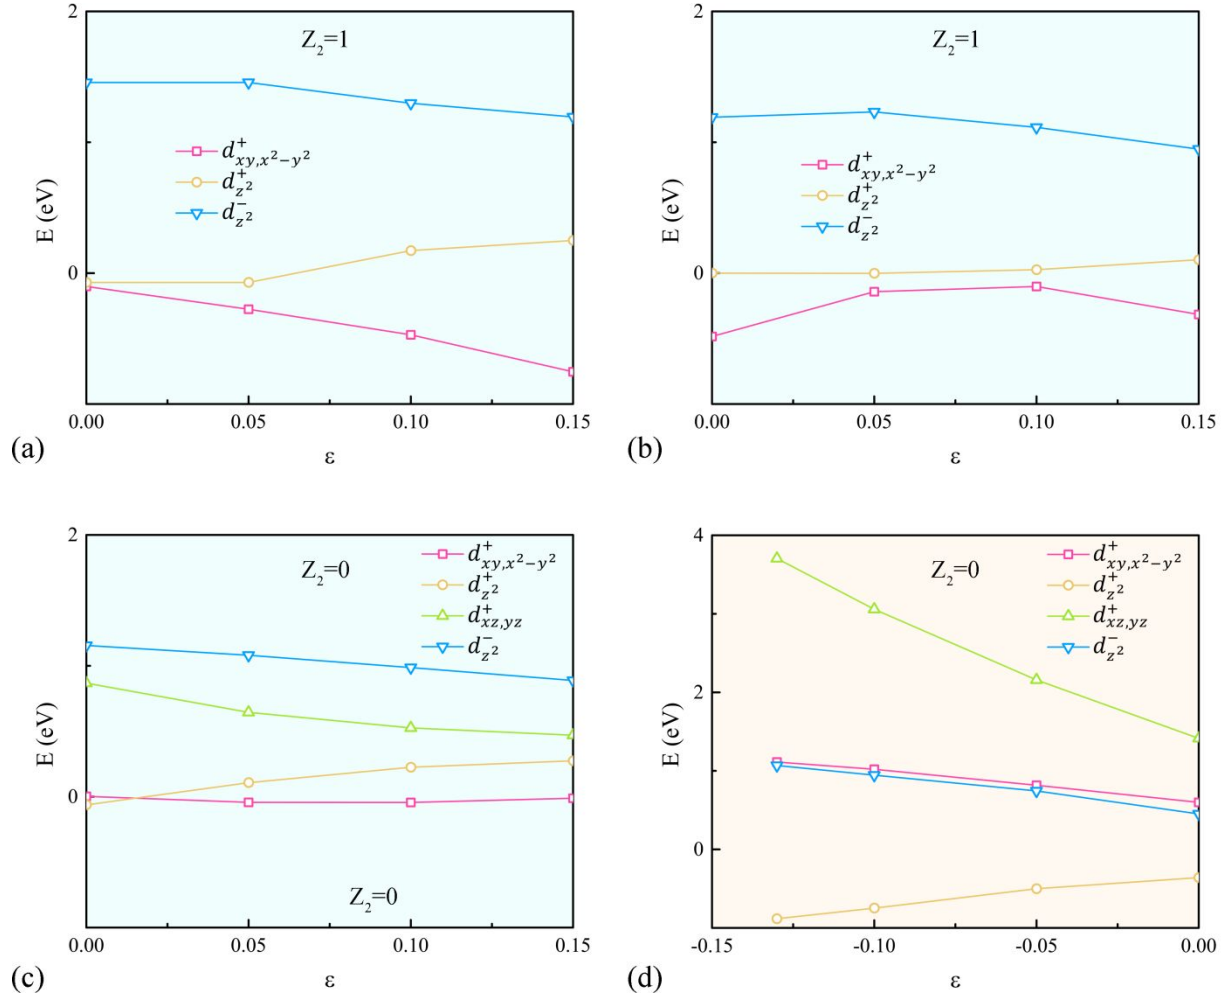 2
Z₂=1
d⁺xy,x²−y²
d⁺z²
d⁻z²
E (eV)
0
0.00 0.05 0.10 0.15
(a)
ε
2
Z₂=1
d⁺xy,x²−y²
d⁺z²
d⁻z²
E (eV)
0
0.00 0.05 0.10 0.15
(b)
ε
2
Z₂=0
d⁺xy,x²−y²
d⁺z²
d⁺xz,yz
d⁻z²
E (eV)
0
Z₂=0
0.00 0.05 0.10 0.15
(c)
ε
4
Z₂=0
d⁺xy,x²−y²
d⁺z²
d⁺xz,yz
d⁻z²
2
E (eV)
0
-0.15 -0.10 -0.05 0.00
(d)
ε